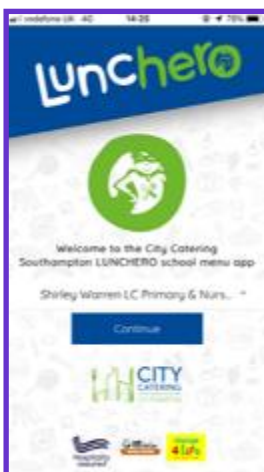 vodafone UK 4G 14:25 75%
Lunchero
Welcome to the City Catering
Southampton LUNCHERO school menu app
Shirley Warren LC Primary & Nurs...
Continue
CITY
CATERING